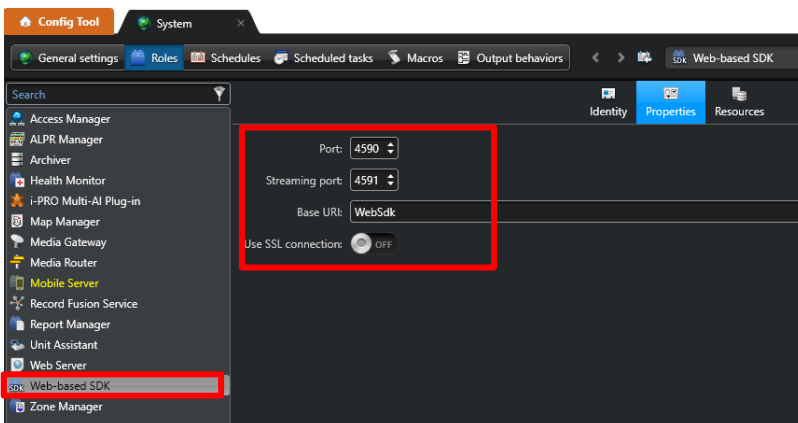 Config Tool
System
General settings
Roles
Schedules
Scheduled tasks
Macros
Output behaviors
SDK Web-based SDK
Search
Identity
Properties
Resources
Access Manager
ALPR Manager
Archiver
Health Monitor
i-PRO Multi-AI Plug-in
Map Manager
Media Gateway
Media Router
Mobile Server
Record Fusion Service
Report Manager
Unit Assistant
Web Server
SDK Web-based SDK
Zone Manager
Port: 4590
Streaming port: 4591
Base URI: WebSdk
Use SSL connection: OFF